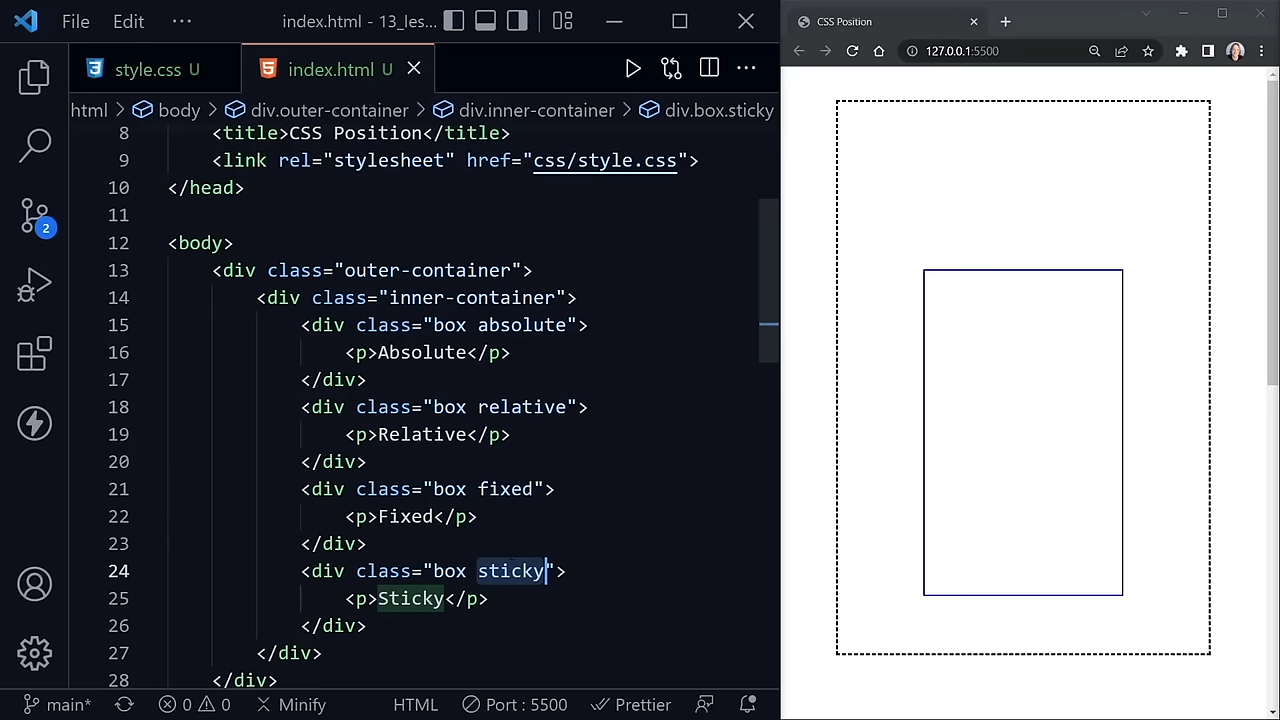 File Edit ··· index.html - 13_les...
style.css U index.html U
html > body > div.outer-container > div.inner-container > div.box.sticky
8 <title>CSS Position</title>
9 <link rel="stylesheet" href="css/style.css">
10 </head>
11
12 <body>
13 <div class="outer-container">
14 <div class="inner-container">
15 <div class="box absolute">
16 <p>Absolute</p>
17 </div>
18 <div class="box relative">
19 <p>Relative</p>
20 </div>
21 <div class="box fixed">
22 <p>Fixed</p>
23 </div>
24 <div class="box sticky">
25 <p>Sticky</p>
26 </div>
27 </div>
28 </div>
2
main* 0 0 Minify HTML Port : 5500 Prettier
CSS Position
127.0.0.1:5500